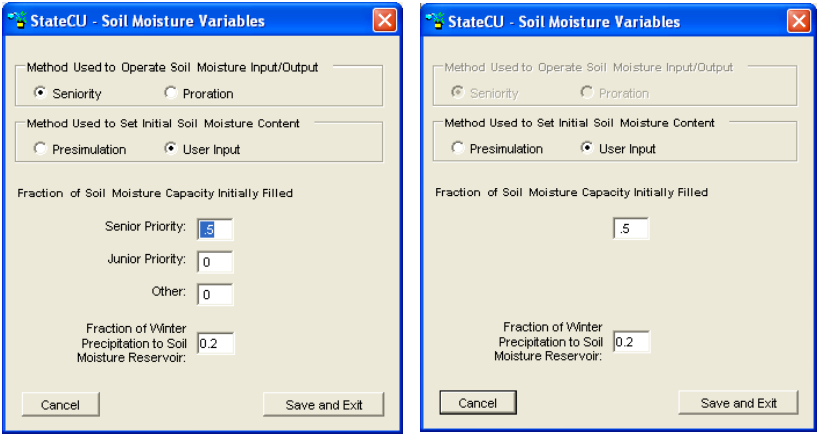 StateCU - Soil Moisture Variables
Method Used to Operate Soil Moisture Input/Output
Seniority
Proration
Method Used to Set Initial Soil Moisture Content
Presimulation
User Input
Fraction of Soil Moisture Capacity Initially Filled
Senior Priority:
.5
Junior Priority:
0
Other:
0
Fraction of Winter
Precipitation to Soil
Moisture Reservoir:
0.2
Cancel
Save and Exit
StateCU - Soil Moisture Variables
Method Used to Operate Soil Moisture Input/Output
Seniority
Proration
Method Used to Set Initial Soil Moisture Content
Presimulation
User Input
Fraction of Soil Moisture Capacity Initially Filled
.5
Fraction of Winter
Precipitation to Soil
Moisture Reservoir:
0.2
Cancel
Save and Exit